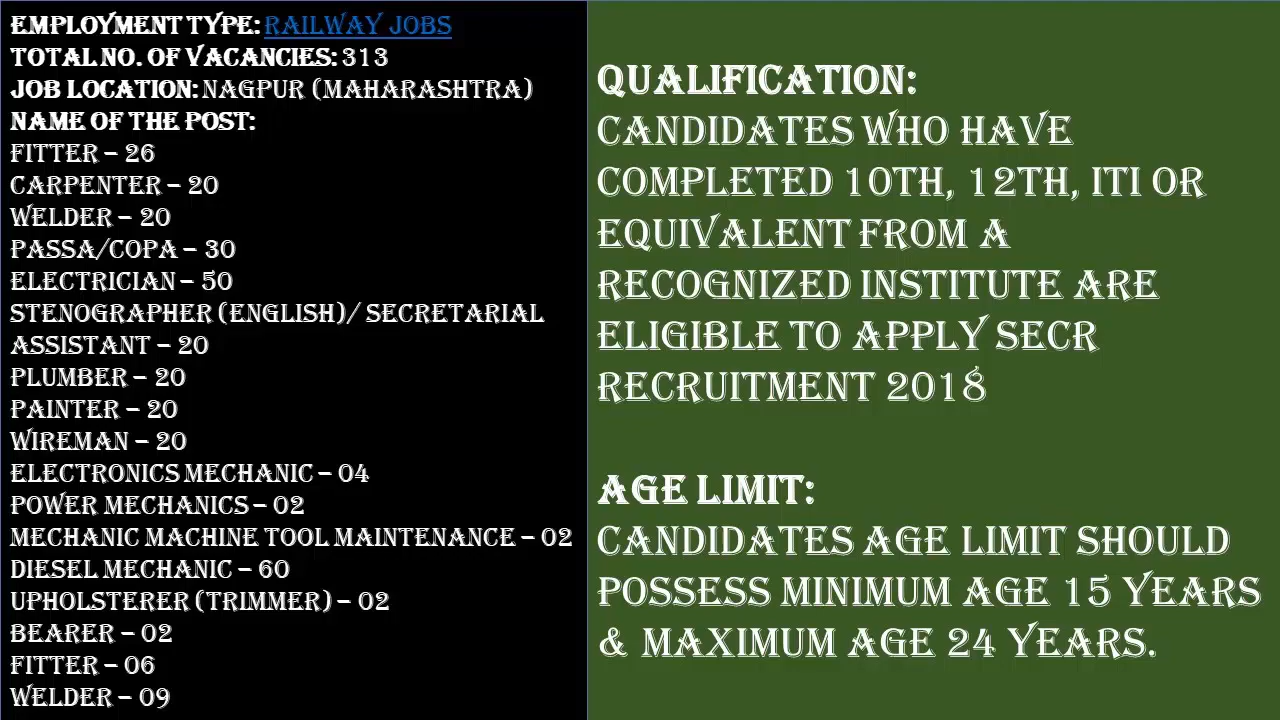 EMPLOYMENT TYPE: RAILWAY JOBS
TOTAL NO. OF VACANCIES: 313
JOB LOCATION: NAGPUR (MAHARASHTRA)
NAME OF THE POST:
FITTER – 26
CARPENTER – 20
WELDER – 20
PASSA/COPA – 30
ELECTRICIAN – 50
STENOGRAPHER (ENGLISH)/ SECRETARIAL
ASSISTANT – 20
PLUMBER – 20
PAINTER – 20
WIREMAN – 20
ELECTRONICS MECHANIC – 04
POWER MECHANICS – 02
MECHANIC MACHINE TOOL MAINTENANCE – 02
DIESEL MECHANIC – 60
UPHOLSTERER (TRIMMER) – 02
BEARER – 02
FITTER – 06
WELDER – 09
QUALIFICATION:
CANDIDATES WHO HAVE
COMPLETED 10TH, 12TH, ITI OR
EQUIVALENT FROM A
RECOGNIZED INSTITUTE ARE
ELIGIBLE TO APPLY SECR
RECRUITMENT 2018
AGE LIMIT:
CANDIDATES AGE LIMIT SHOULD
POSSESS MINIMUM AGE 15 YEARS
& MAXIMUM AGE 24 YEARS.